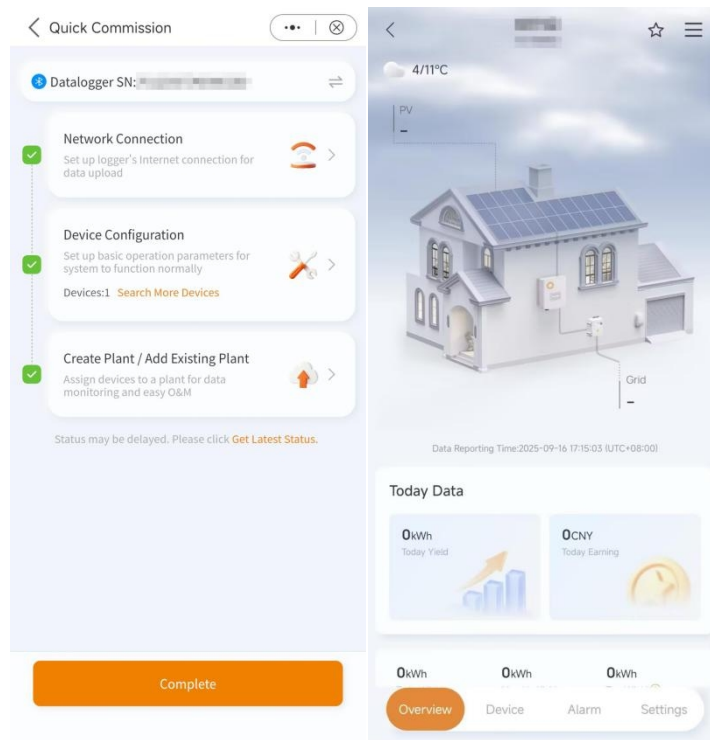 Quick Commission
Datalogger SN:
Network Connection
Set up logger's Internet connection for
data upload
Device Configuration
Set up basic operation parameters for
system to function normally
Devices:1 Search More Devices
Create Plant / Add Existing Plant
Assign devices to a plant for data
monitoring and easy O&M
Status may be delayed. Please click Get Latest Status.
Complete
4/11°C
PV
–
Grid
–
Data Reporting Time:2025-09-16 17:15:03 (UTC+08:00)
Today Data
0kWh
Today Yield
0CNY
Today Earning
0kWh
0kWh
0kWh
Overview
Device
Alarm
Settings